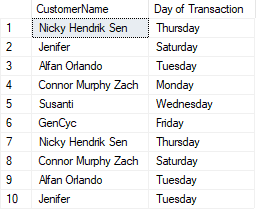 CustomerName Day of Transaction
1 Nicky Hendrik Sen Thursday
2 Jenifer Saturday
3 Alfan Orlando Tuesday
4 Connor Murphy Zach Monday
5 Susanti Wednesday
6 GenCyc Friday
7 Nicky Hendrik Sen Thursday
8 Connor Murphy Zach Saturday
9 Alfan Orlando Tuesday
10 Jenifer Tuesday